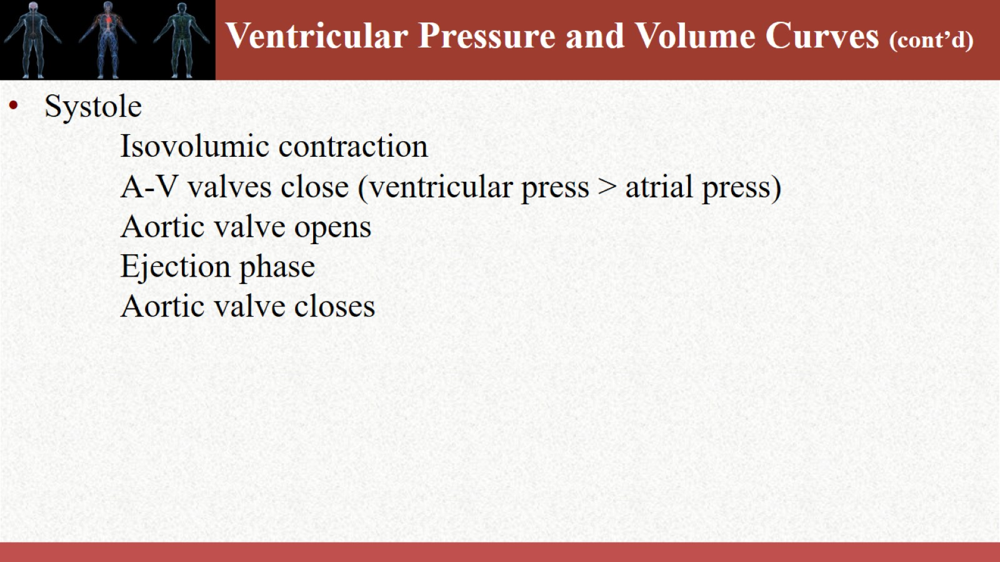 Ventricular Pressure and Volume Curves (cont’d)
• Systole
Isovolumic contraction
A-V valves close (ventricular press > atrial press)
Aortic valve opens
Ejection phase
Aortic valve closes